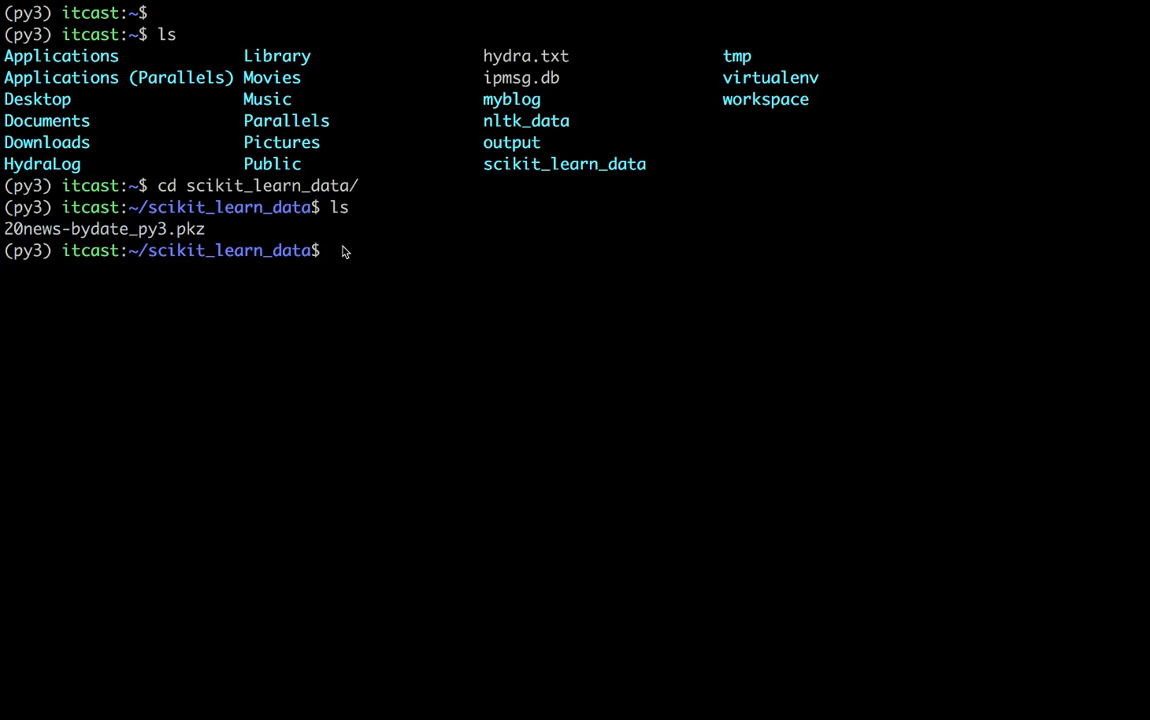 (py3) itcast:~$
(py3) itcast:~$ ls
Applications Library hydra.txt tmp
Applications (Parallels) Movies ipmsg.db virtualenv
Desktop Music myblog workspace
Documents Parallels nltk_data
Downloads Pictures output
HydraLog Public scikit_learn_data
(py3) itcast:~$ cd scikit_learn_data/
(py3) itcast:~/scikit_learn_data$ ls
20news-bydate_py3.pkz
(py3) itcast:~/scikit_learn_data$